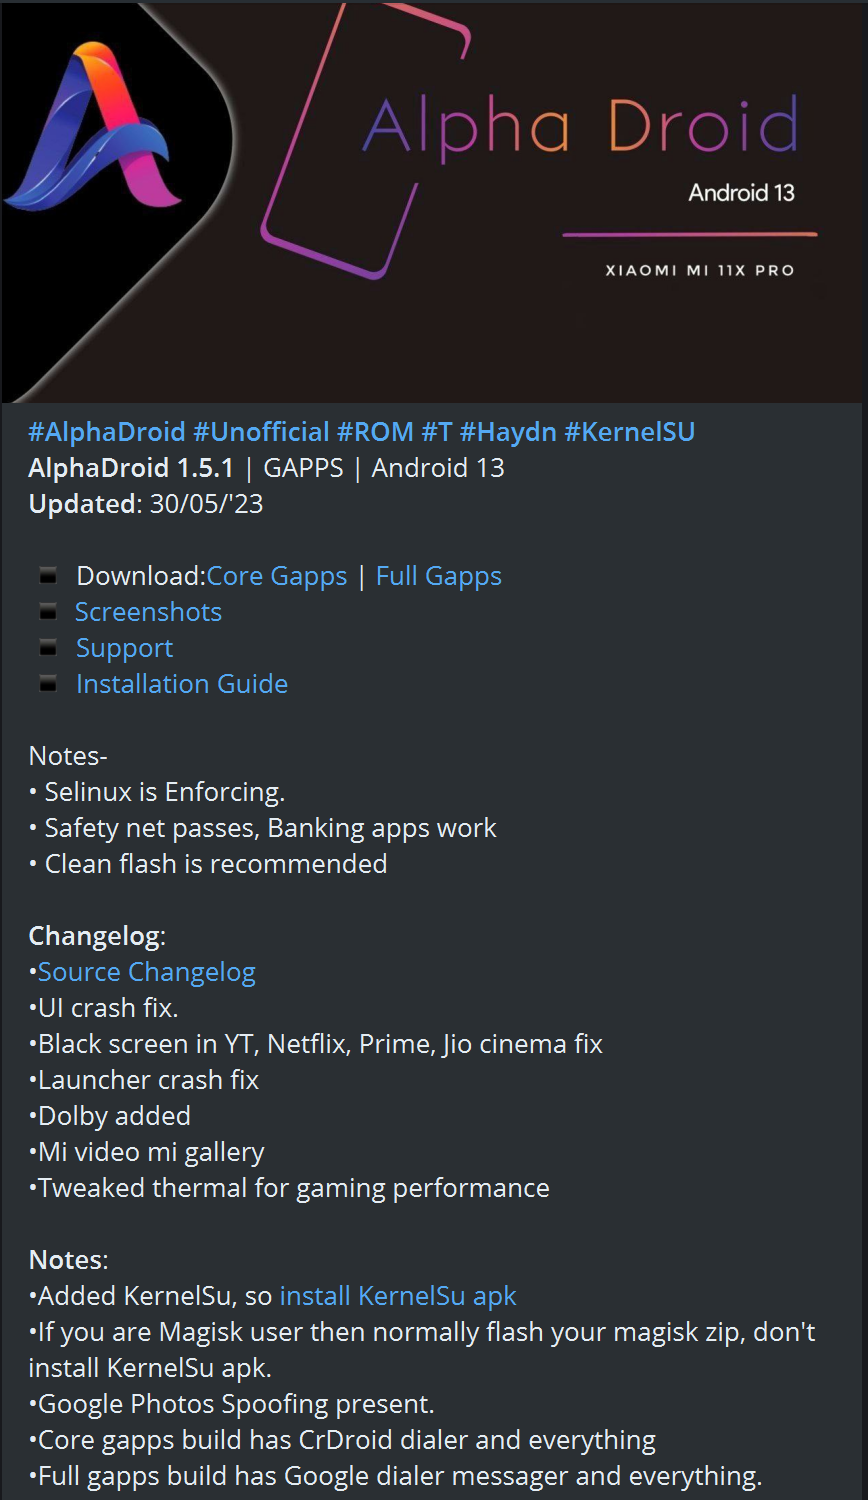 Alpha Droid
Android 13
XIAOMI MI 11X PRO
#AlphaDroid #Unofficial #ROM #T #Haydn #KernelSU
AlphaDroid 1.5.1 | GAPPS | Android 13
Updated: 30/05/'23
Download:Core Gapps | Full Gapps
Screenshots
Support
Installation Guide
Notes-
• Selinux is Enforcing.
• Safety net passes, Banking apps work
• Clean flash is recommended
Changelog:
•Source Changelog
•UI crash fix.
•Black screen in YT, Netflix, Prime, Jio cinema fix
•Launcher crash fix
•Dolby added
•Mi video mi gallery
•Tweaked thermal for gaming performance
Notes:
•Added KernelSu, so install KernelSu apk
•If you are Magisk user then normally flash your magisk zip, don't
install KernelSu apk.
•Google Photos Spoofing present.
•Core gapps build has CrDroid dialer and everything
•Full gapps build has Google dialer messager and everything.